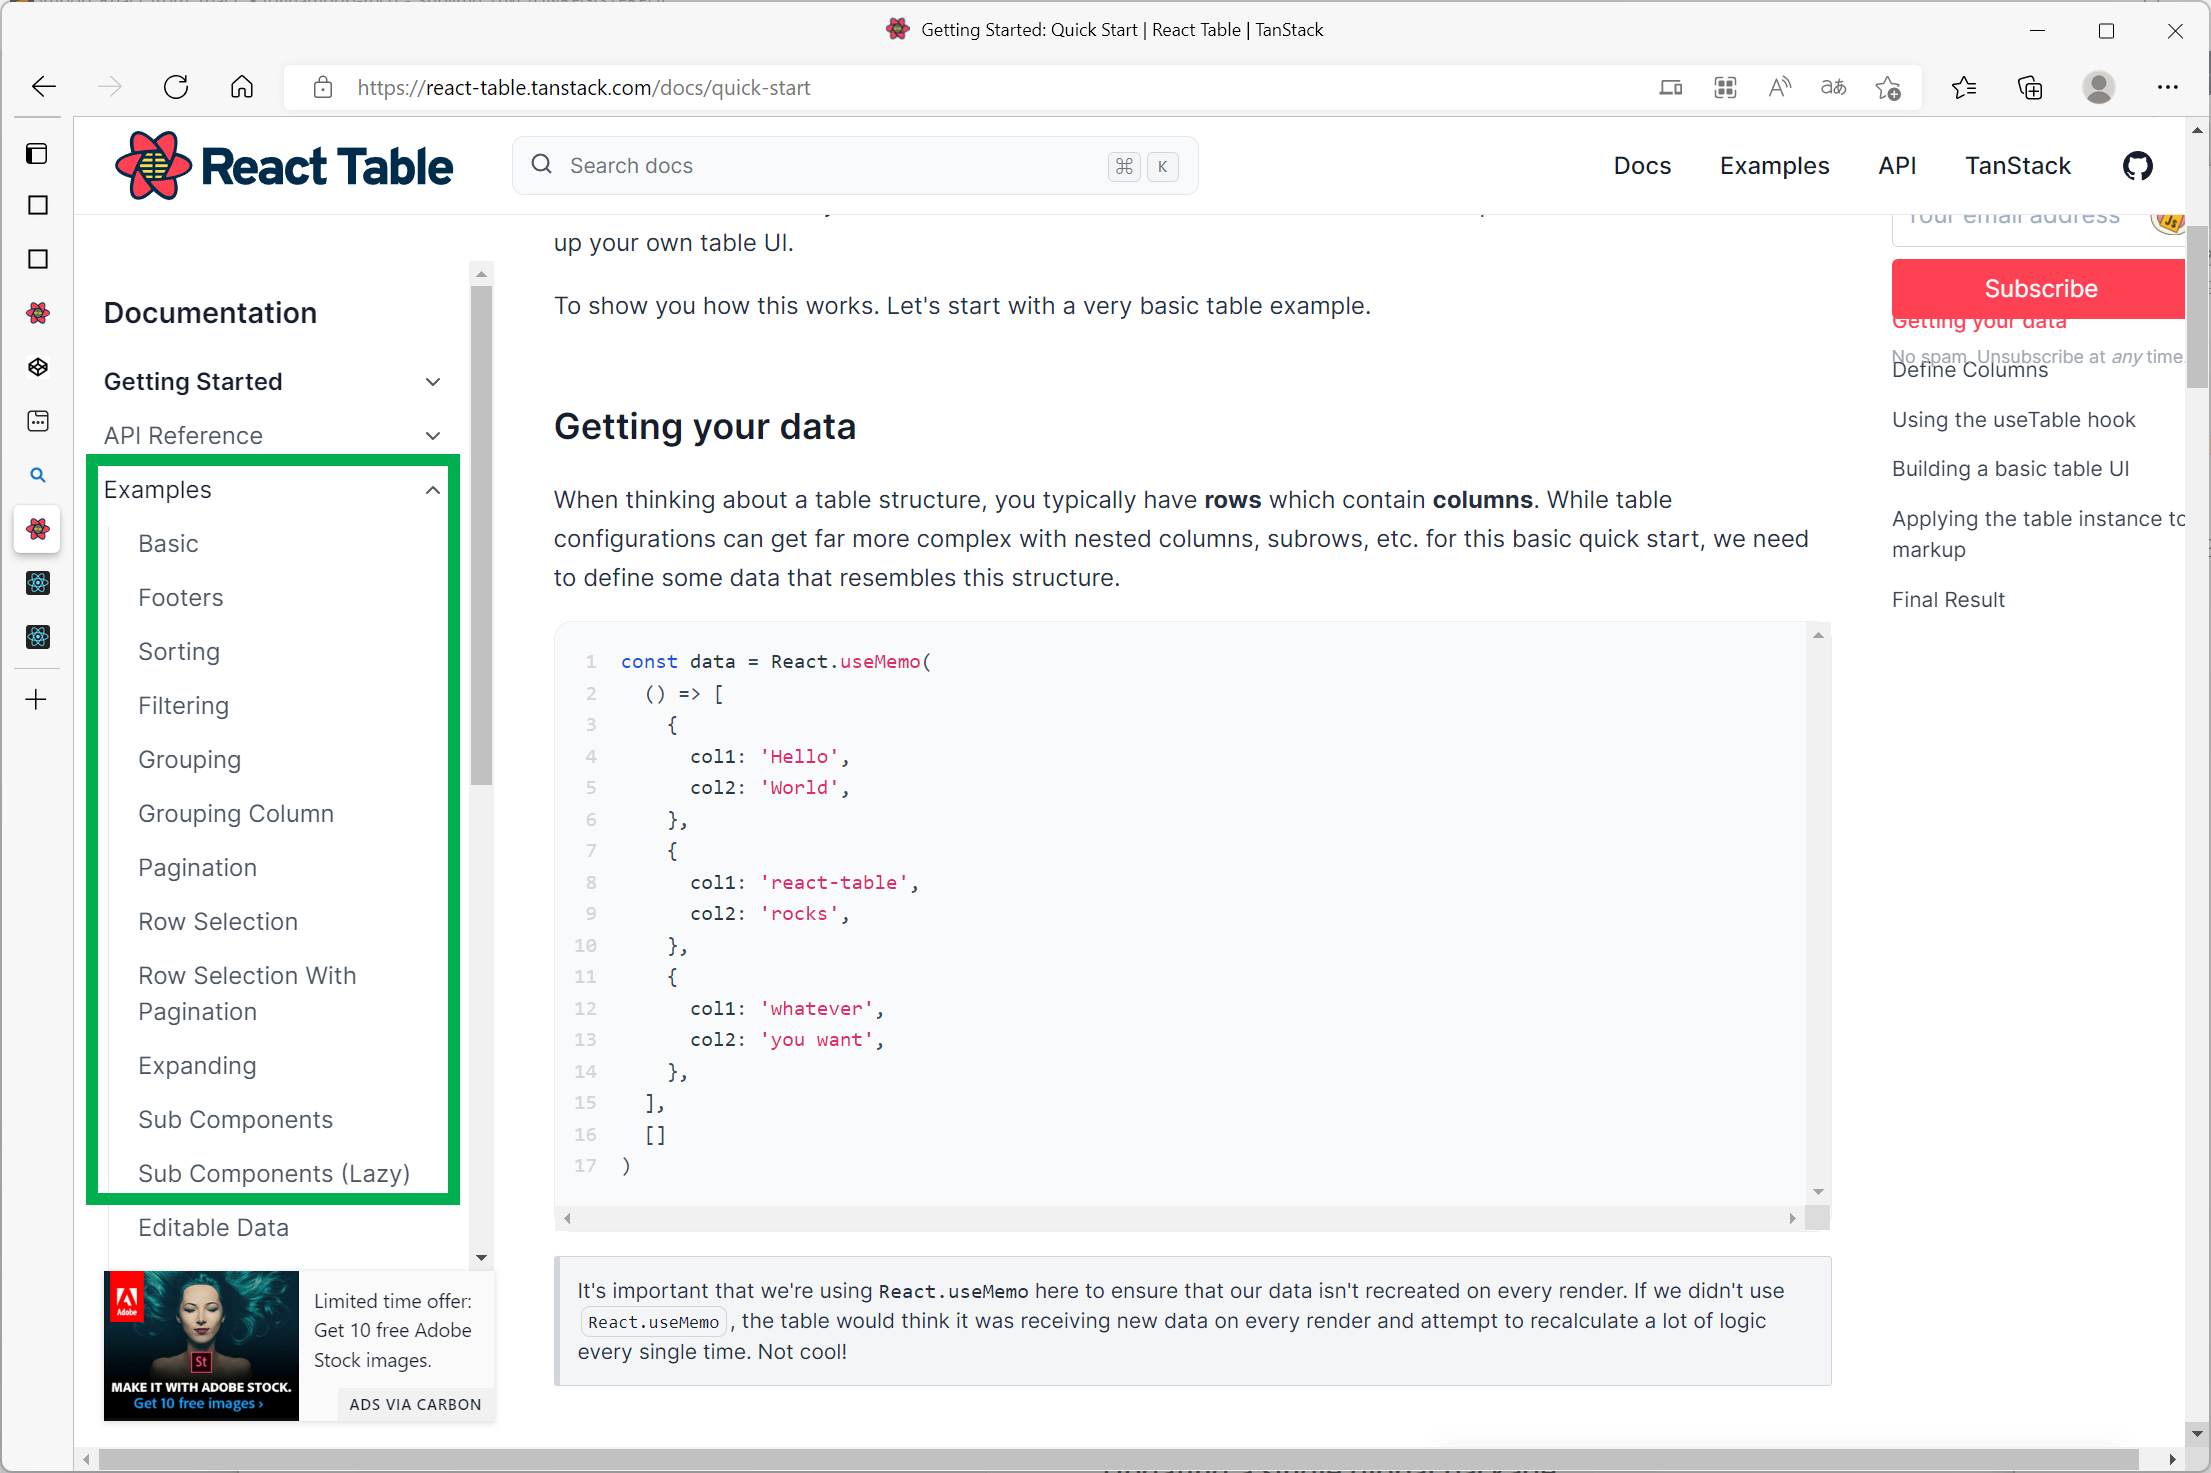 Getting Started: Quick Start | React Table | TanStack
https://react-table.tanstack.com/docs/quick-start
React Table
Search docs
⌘ K
Docs
Examples
API
TanStack
Documentation
Getting Started
API Reference
Examples
Basic
Footers
Sorting
Filtering
Grouping
Grouping Column
Pagination
Row Selection
Row Selection With
Pagination
Expanding
Sub Components
Sub Components (Lazy)
Editable Data
Adobe
St
MAKE IT WITH ADOBE STOCK.
Get 10 free images ›
Limited time offer:
Get 10 free Adobe
Stock images.
ADS VIA CARBON
up your own table UI.
To show you how this works. Let's start with a very basic table example.
Getting your data
When thinking about a table structure, you typically have rows which contain columns. While table
configurations can get far more complex with nested columns, subrows, etc. for this basic quick start, we need
to define some data that resembles this structure.
1 const data = React.useMemo(
2 () => [
3 {
4 col1: 'Hello',
5 col2: 'World',
6 },
7 {
8 col1: 'react-table',
9 col2: 'rocks',
10 },
11 {
12 col1: 'whatever',
13 col2: 'you want',
14 },
15 ],
16 []
17 )
It's important that we're using React.useMemo here to ensure that our data isn't recreated on every render. If we didn't use
React.useMemo , the table would think it was receiving new data on every render and attempt to recalculate a lot of logic
every single time. Not cool!
Your email address
Subscribe
Getting your data
No spam. Unsubscribe at any time.
Define Columns
Using the useTable hook
Building a basic table UI
Applying the table instance to
markup
Final Result